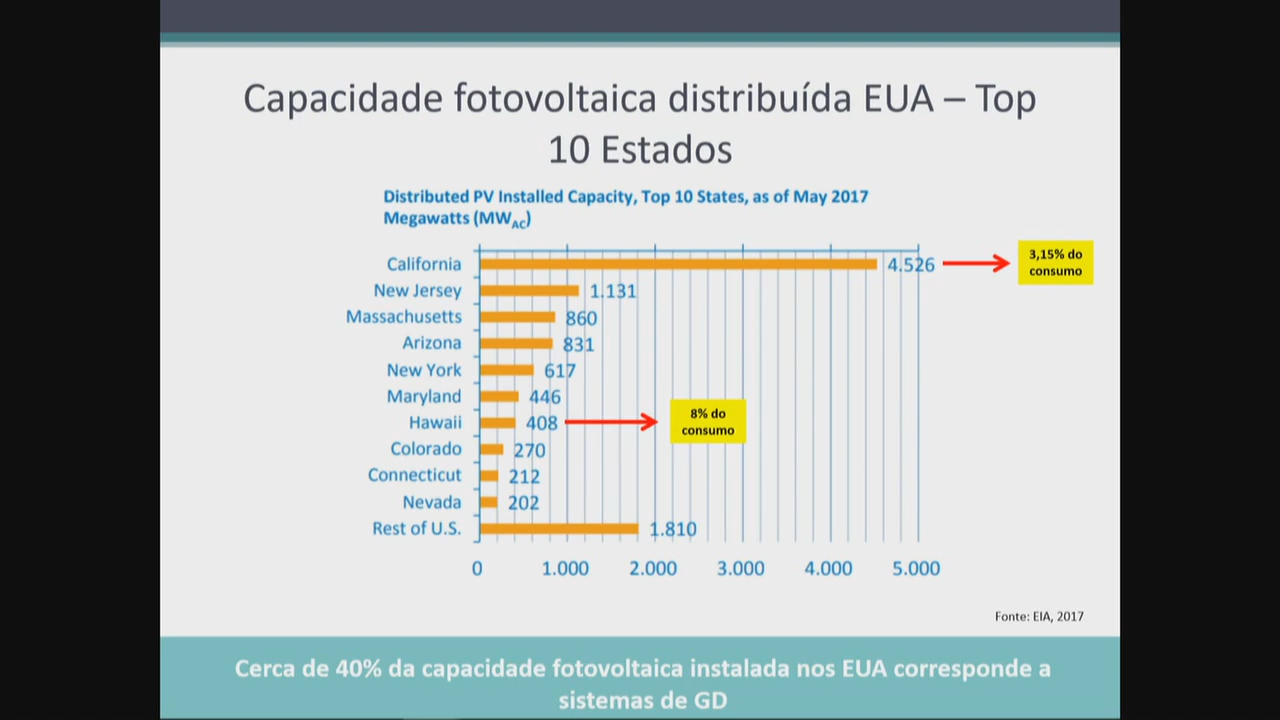 Capacidade fotovoltaica distribuída EUA – Top
10 Estados
Distributed PV Installed Capacity, Top 10 States, as of May 2017
Megawatts (MWAC)
California 4.526
3,15% do
consumo
New Jersey 1.131
Massachusetts 860
Arizona 831
New York 617
Maryland 446
Hawaii 408
8% do
consumo
Colorado 270
Connecticut 212
Nevada 202
Rest of U.S. 1.810
0 1.000 2.000 3.000 4.000 5.000
Fonte: EIA, 2017
Cerca de 40% da capacidade fotovoltaica instalada nos EUA corresponde a
sistemas de GD